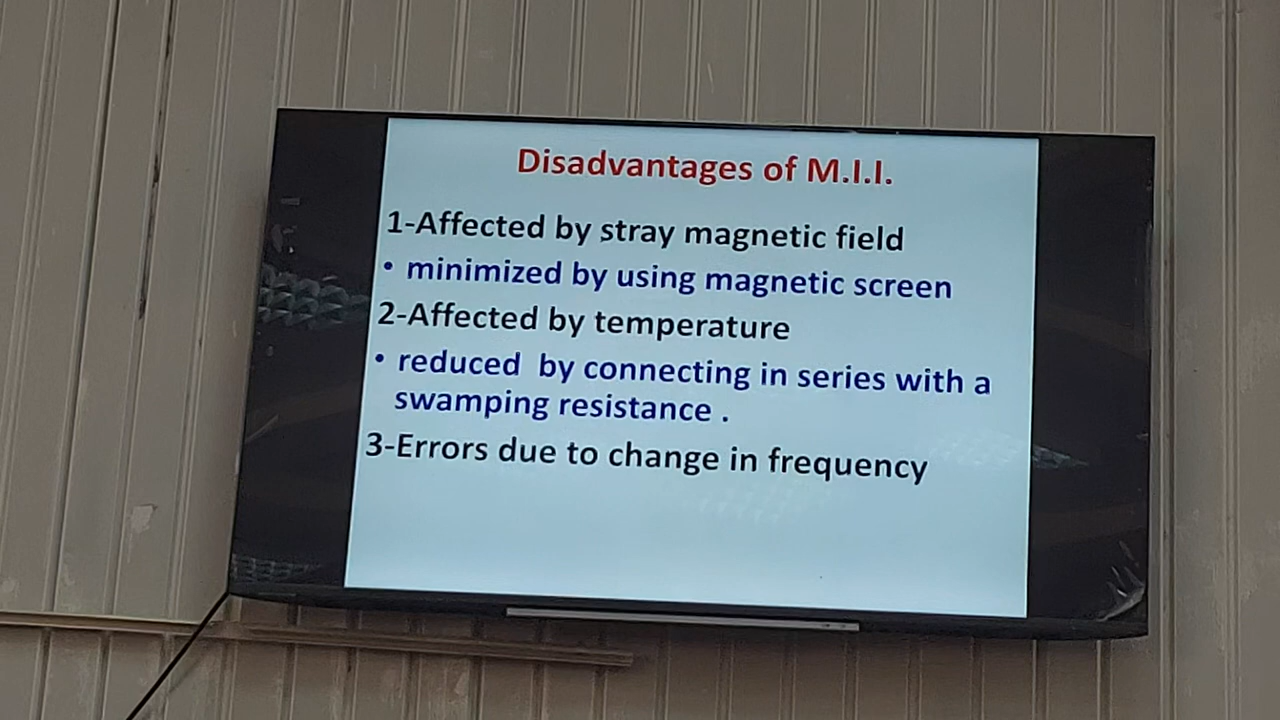 Disadvantages of M.I.I.
1-Affected by stray magnetic field
• minimized by using magnetic screen
2-Affected by temperature
• reduced by connecting in series with a
swamping resistance .
3-Errors due to change in frequency